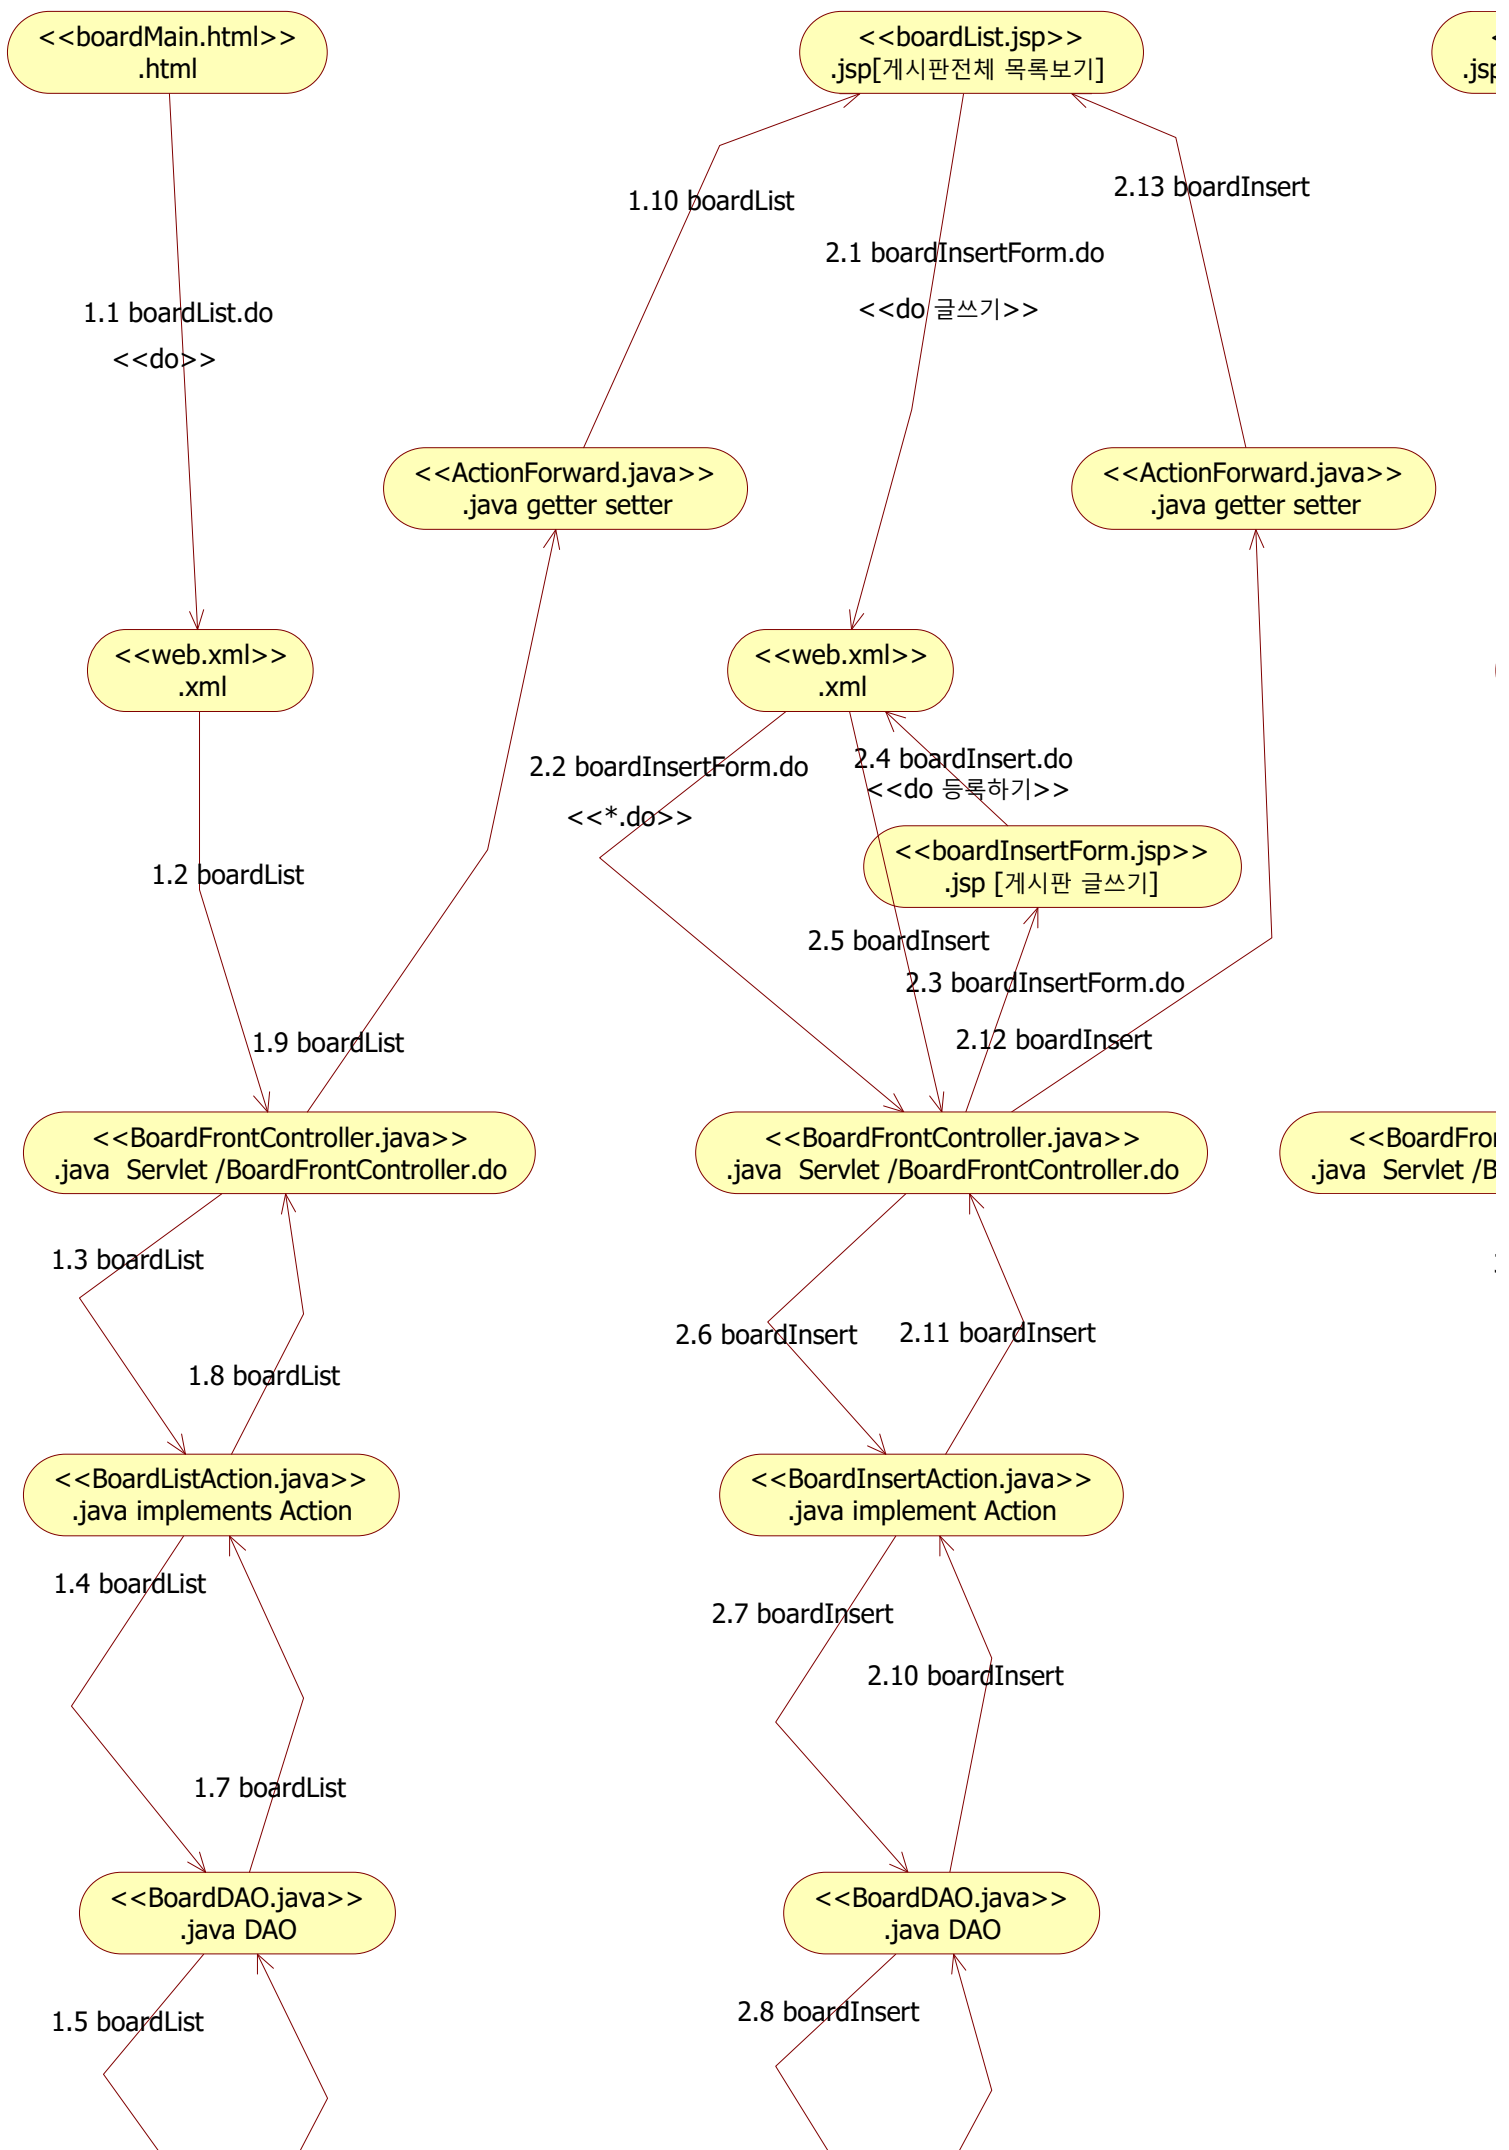 <<boardMain.html>>
.html
<<boardList.jsp>>
.jsp[게시판전체 목록보기]
1.10 boardList
2.13 boardInsert
2.1 boardInsertForm.do
<<do 글쓰기>>
1.1 boardList.do
<<do>>
<<ActionForward.java>>
.java getter setter
<<ActionForward.java>>
.java getter setter
<<web.xml>>
.xml
<<web.xml>>
.xml
2.2 boardInsertForm.do
<<*.do>>
2.4 boardInsert.do
<<do 등록하기>>
<<boardInsertForm.jsp>>
.jsp [게시판 글쓰기]
1.2 boardList
2.5 boardInsert
2.3 boardInsertForm.do
1.9 boardList
2.12 boardInsert
<<BoardFrontController.java>>
.java  Servlet /BoardFrontController.do
<<BoardFrontController.java>>
.java  Servlet /BoardFrontController.do
.java  Servlet
1.3 boardList
2.6 boardInsert
2.11 boardInsert
1.8 boardList
<<BoardListAction.java>>
.java implements Action
<<BoardInsertAction.java>>
.java implement Action
1.4 boardList
2.7 boardInsert
2.10 boardInsert
1.7 boardList
<<BoardDAO.java>>
.java DAO
<<BoardDAO.java>>
.java DAO
1.5 boardList
2.8 boardInsert